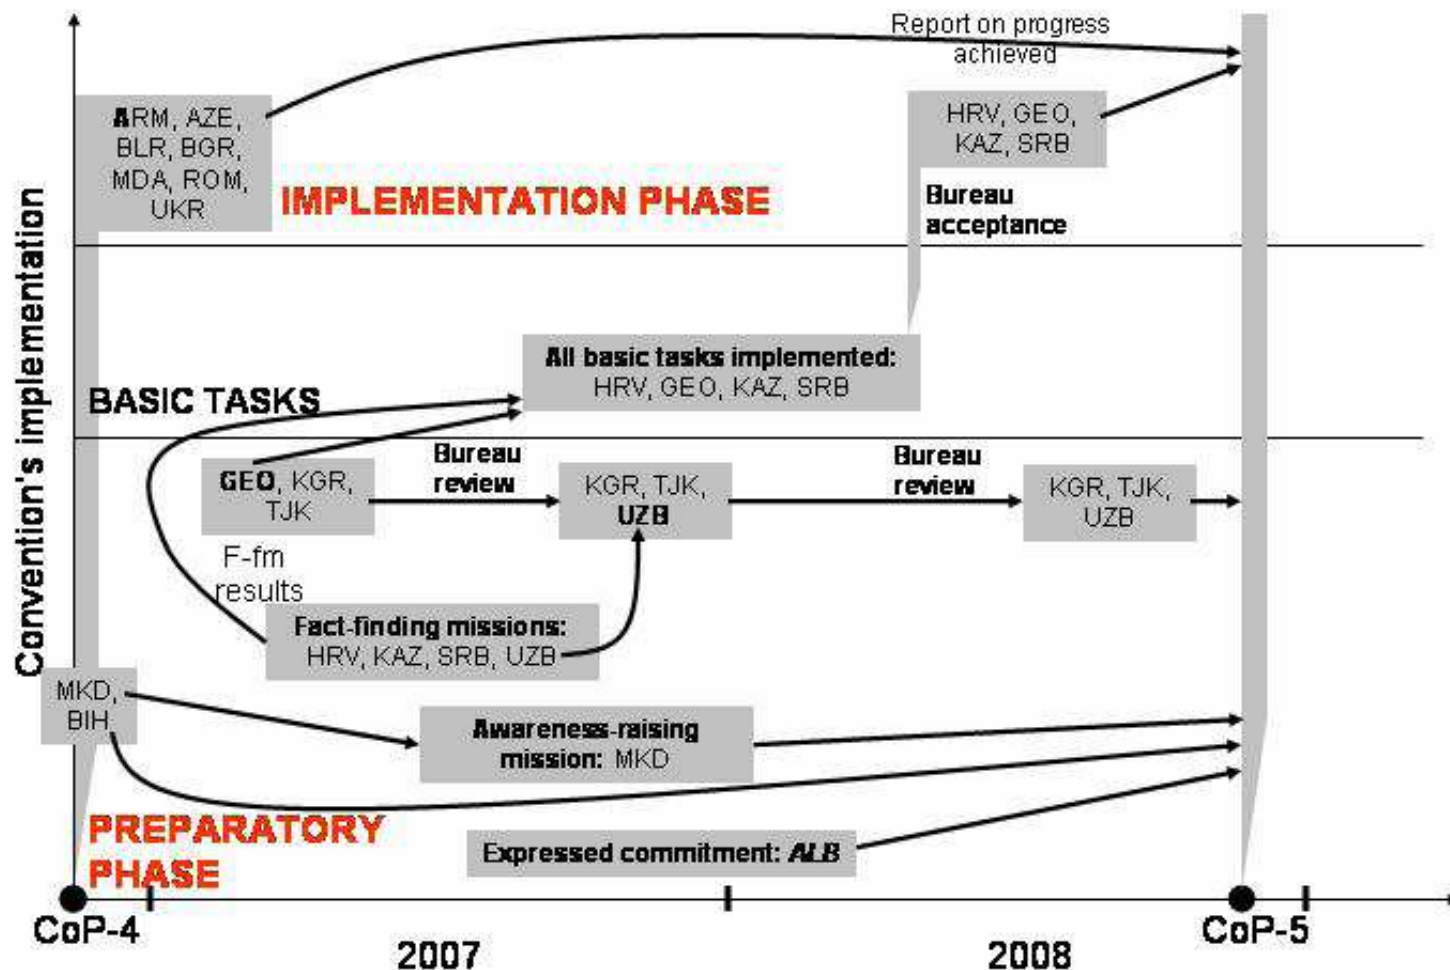 Report on progress
achieved
ARM, AZE,
BLR, BGR,
MDA, ROM,
UKR
HRV, GEO,
KAZ, SRB
IMPLEMENTATION PHASE
Bureau
acceptance
Convention's implementation
All basic tasks implemented:
HRV, GEO, KAZ, SRB
BASIC TASKS
GEO, KGR,
TJK
Bureau
review
KGR, TJK,
UZB
Bureau
review
KGR, TJK,
UZB
F-fm
results
Fact-finding missions:
HRV, KAZ, SRB, UZB
MKD,
BIH
Awareness-raising
mission: MKD
PREPARATORY
PHASE
Expressed commitment: ALB
CoP-4
2007
2008
CoP-5